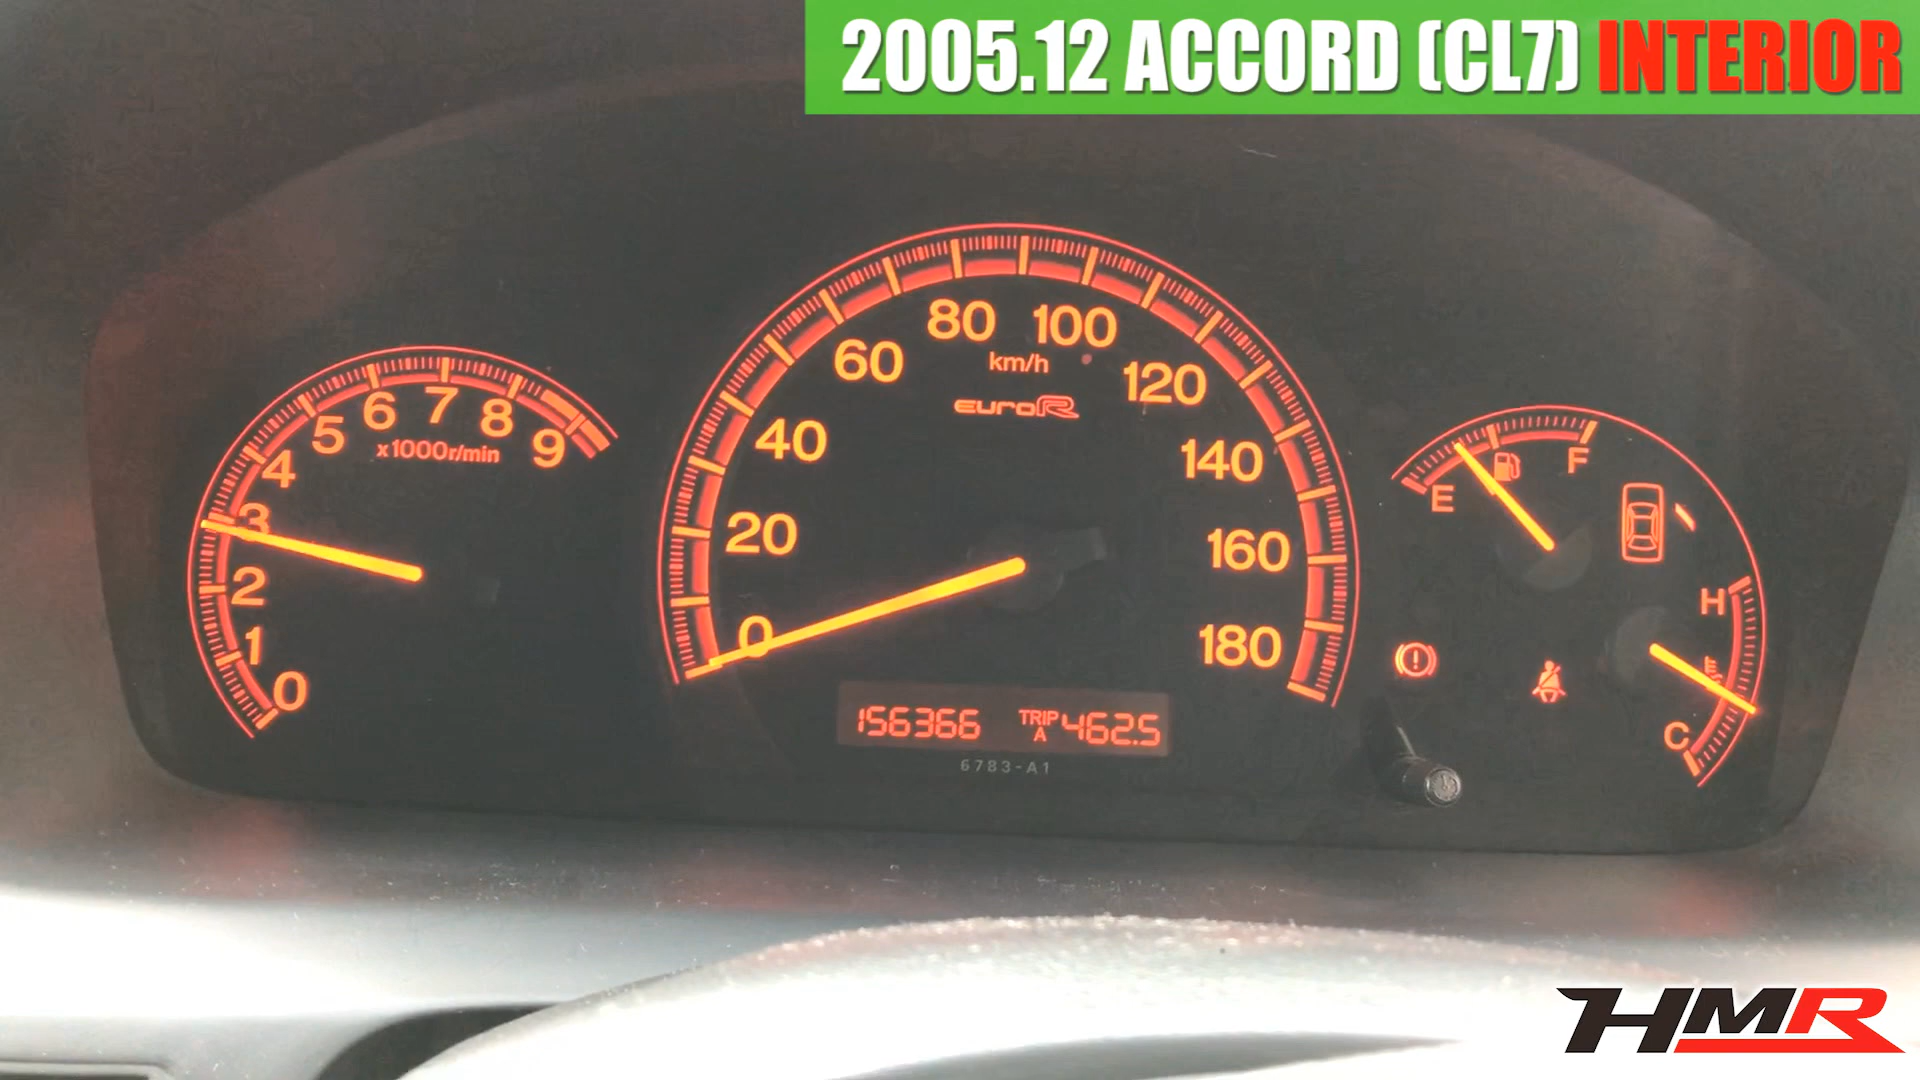 2005.12 ACCORD (CL7) INTERIOR
0 1 2 3 4 5 6 7 8 9
x1000r/min
0 20 40 60 80 100 120 140 160 180
km/h
euroR
E F
H
C
156366 TRIP A 462.5
6783-A1
HMR